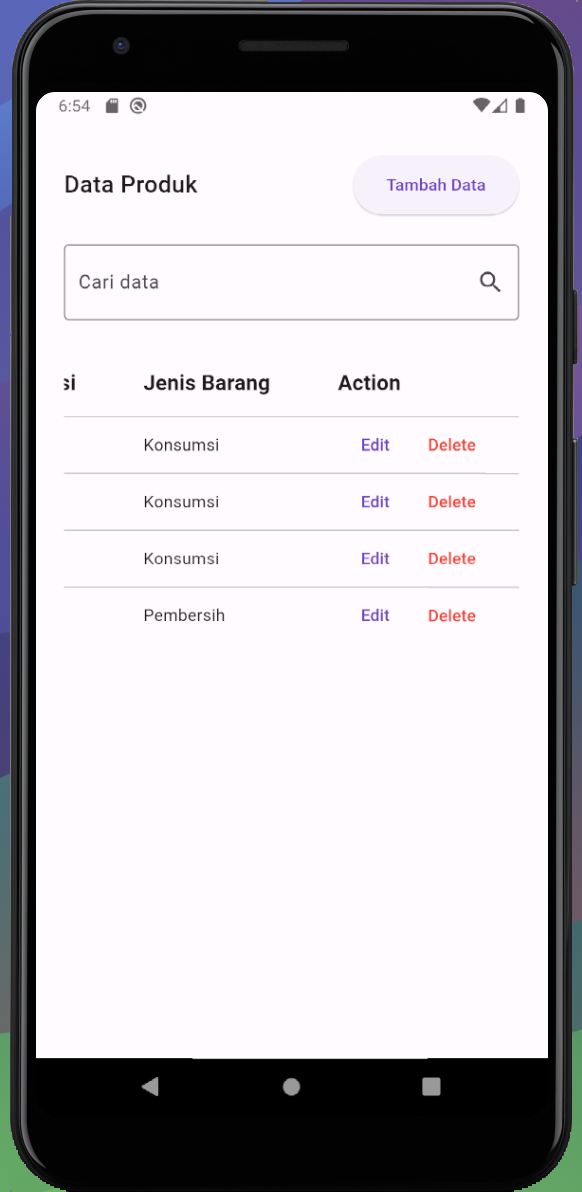 6:54
Data Produk Tambah Data
Cari data
si Jenis Barang Action
Konsumsi Edit Delete
Konsumsi Edit Delete
Konsumsi Edit Delete
Pembersih Edit Delete